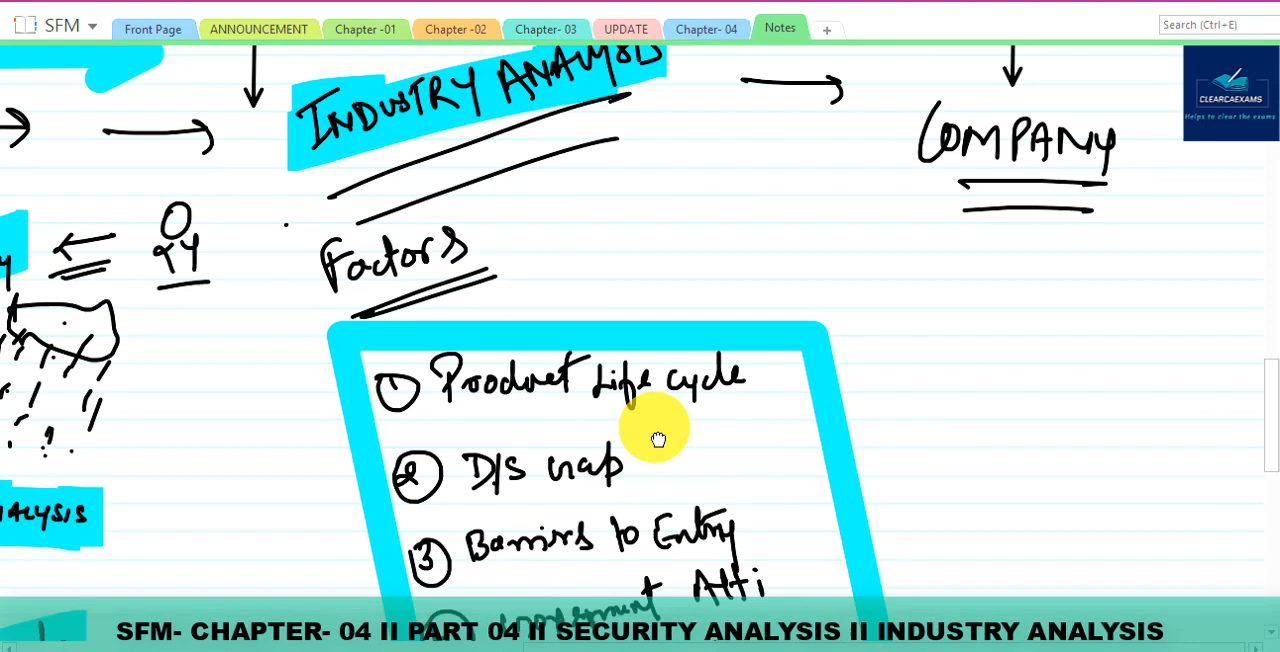 SFM
Front Page
ANNOUNCEMENT
Chapter -01
Chapter -02
Chapter- 03
UPDATE
Chapter- 04
Notes
Search (Ctrl+E)
CLEARCAEXAMS
Helps to clear the exams
INDUSTRY ANALYSIS
COMPANY
Factors
① Product Life cycle
② D/S Gap
③ Barriers to Entry
Atti
ALYSIS
SFM- CHAPTER- 04 II PART 04 II SECURITY ANALYSIS II INDUSTRY ANALYSIS